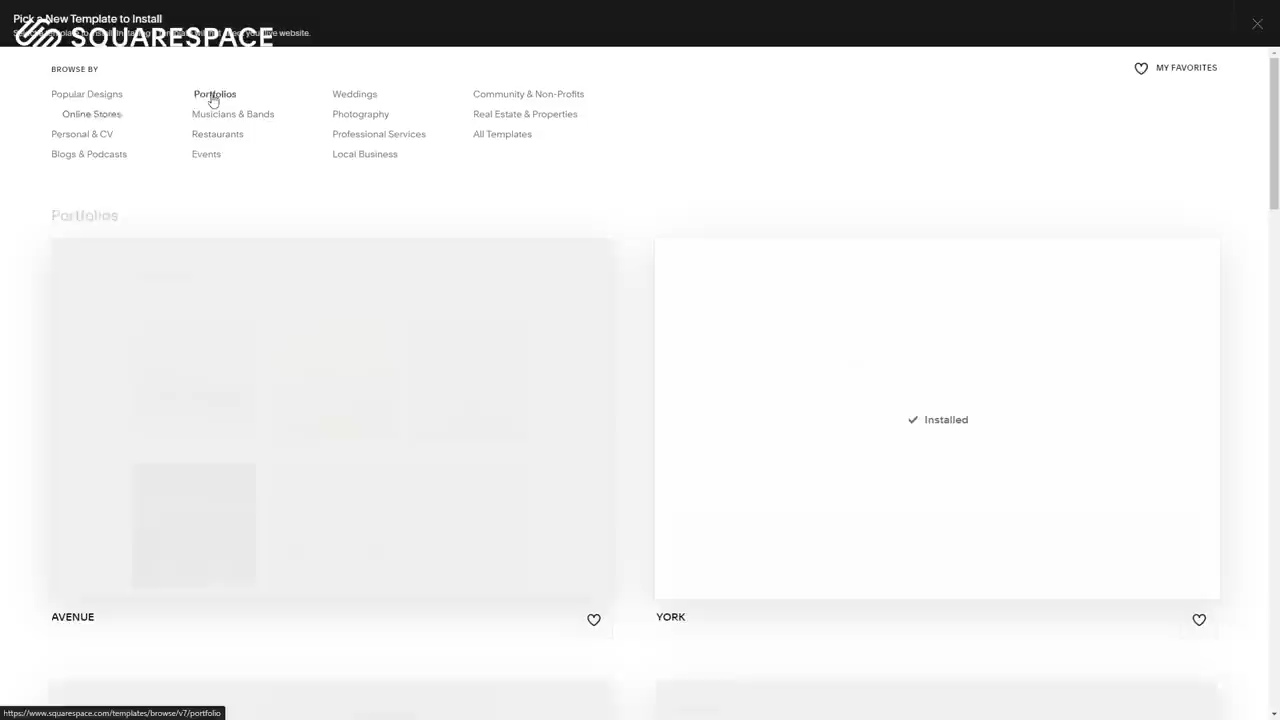 Pick a New Template to Install
SQUARESPACE
website.
BROWSE BY
MY FAVORITES
Popular Designs
Portfolios
Weddings
Community & Non-Profits
Online Stores
Musicians & Bands
Photography
Real Estate & Properties
Personal & CV
Restaurants
Professional Services
All Templates
Blogs & Podcasts
Events
Local Business
Portfolios
Installed
AVENUE
YORK
https://www.squarespace.com/templates/browse/v7/portfolio